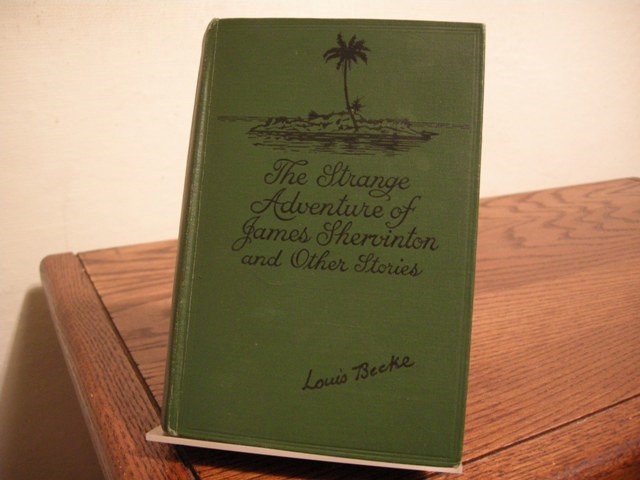 The Strange
Adventure of
James Shervinton
and Other Stories
Louis Becke